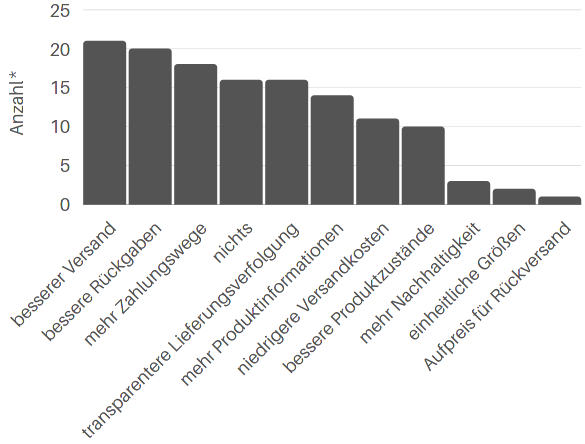 Anzahl*
25
20
15
10
5
0
besserer Versand
bessere Rückgaben
mehr Zahlungswege
nichts
transparentere Lieferungsverfolgung
mehr Produktinformationen
niedrigere Versandkosten
bessere Produktzustände
mehr Nachhaltigkeit
einheitliche Größen
Aufpreis für Rückversand